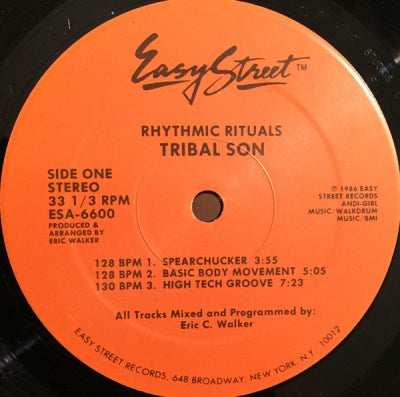 Easy Street™
RHYTHMIC RITUALS
TRIBAL SON
SIDE ONE
STEREO
33 1/3 RPM
ESA-6600
PRODUCED &
ARRANGED BY
ERIC WALKER
℗ 1986 EASY
STREET RECORDS
ANDI-GIRL
MUSIC/WALKDRUM
MUSIC/BMI
128 BPM 1. SPEARCHUCKER 3:55
128 BPM 2. BASIC BODY MOVEMENT 5:05
130 BPM 3. HIGH TECH GROOVE 7:23
All Tracks Mixed and Programmed by:
Eric C. Walker
EASY STREET RECORDS, 648 BROADWAY, NEW YORK, N.Y. 10012